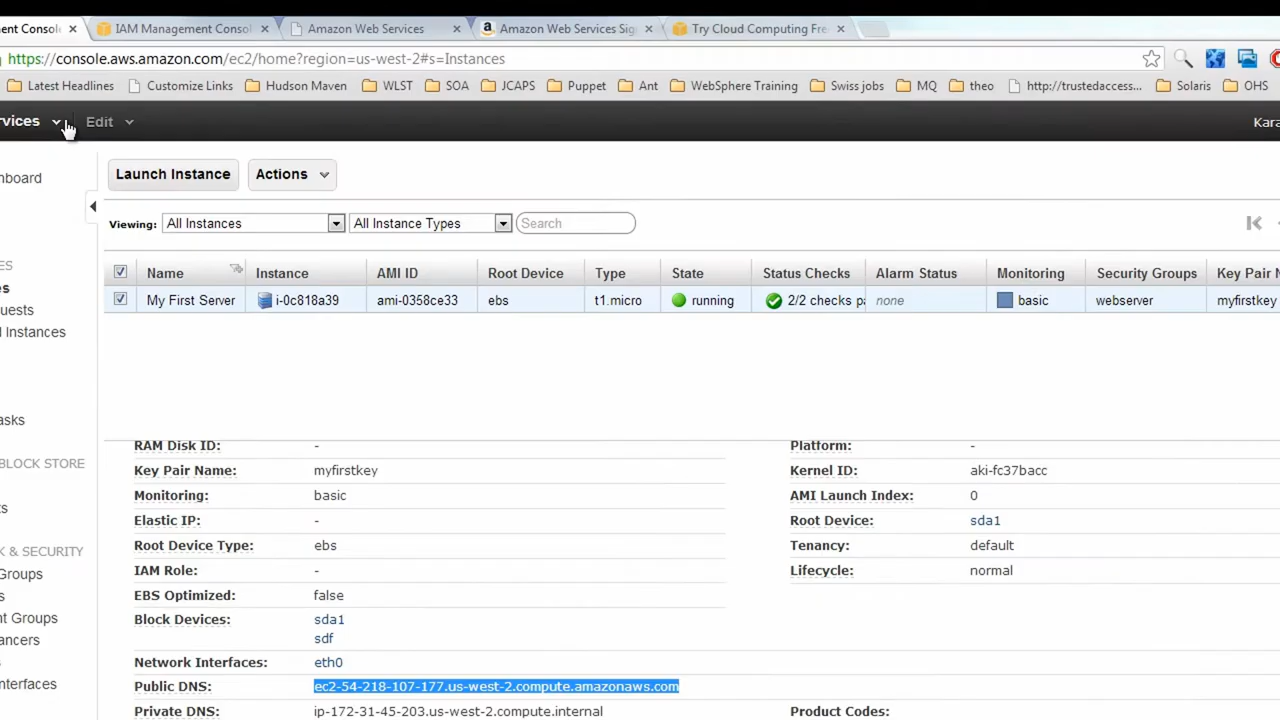 ent Console IAM Management Consol Amazon Web Services Amazon Web Services Sig Try Cloud Computing Fre
https://console.aws.amazon.com/ec2/home?region=us-west-2#s=Instances
Latest Headlines Customize Links Hudson Maven WLST SOA JCAPS Puppet Ant WebSphere Training Swiss jobs MQ theo http://trustedaccess... Solaris OHS
rvices Edit Kara
Launch Instance Actions
nboard
Viewing: All Instances All Instance Types Search
ES
Name Instance AMI ID Root Device Type State Status Checks Alarm Status Monitoring Security Groups Key Pair N
es
My First Server i-0c818a39 ami-0358ce33 ebs t1.micro running 2/2 checks pa none basic webserver myfirstkey
uests
d Instances
asks
RAM Disk ID: - Platform: -
BLOCK STORE
Key Pair Name: myfirstkey Kernel ID: aki-fc37bacc
Monitoring: basic AMI Launch Index: 0
ts
Elastic IP: - Root Device: sda1
Root Device Type: ebs Tenancy: default
K & SECURITY
IAM Role: - Lifecycle: normal
Groups
EBS Optimized: false
s
Block Devices: sda1
nt Groups
sdf
ancers
Network Interfaces: eth0
s
Public DNS: ec2-54-218-107-177.us-west-2.compute.amazonaws.com
nterfaces
Private DNS: ip-172-31-45-203.us-west-2.compute.internal Product Codes: